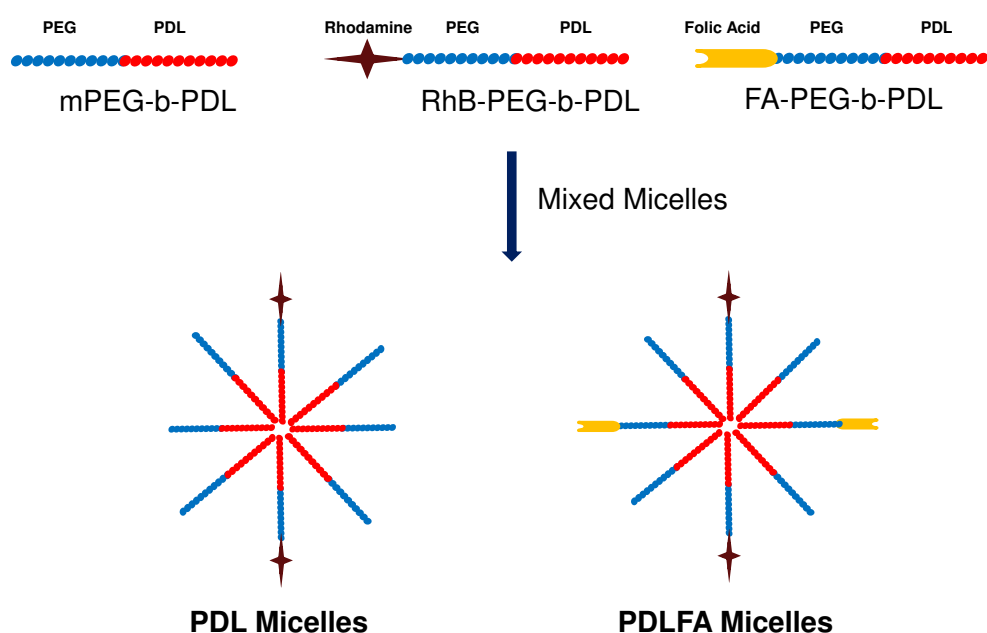 PEG PDL
Rhodamine PEG PDL
Folic Acid PEG PDL
mPEG-b-PDL
RhB-PEG-b-PDL
FA-PEG-b-PDL
Mixed Micelles
PDL Micelles
PDLFA Micelles